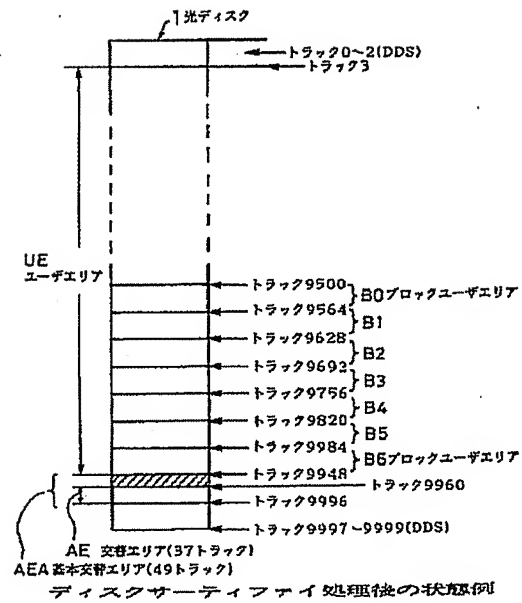 1光ディスク
トラック0~2(DDS)
トラック3
UE
ユーザエリア
トラック9500
B0ブロックユーザエリア
トラック9564
B1
トラック9628
B2
トラック9692
B3
トラック9756
B4
トラック9820
B5
トラック9984
B6ブロックユーザエリア
トラック9948
トラック9960
トラック9996
トラック9997~9999(DDS)
AE 交替エリア(37トラック)
AEA 基本交替エリア(49トラック)
ディスクサーティファイ処理後の状態例